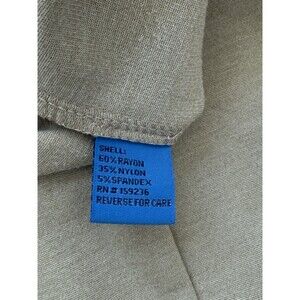 SHELL:
60% RAYON
35% NYLON
5% SPANDEX
RN# 159236
REVERSE FOR CARE